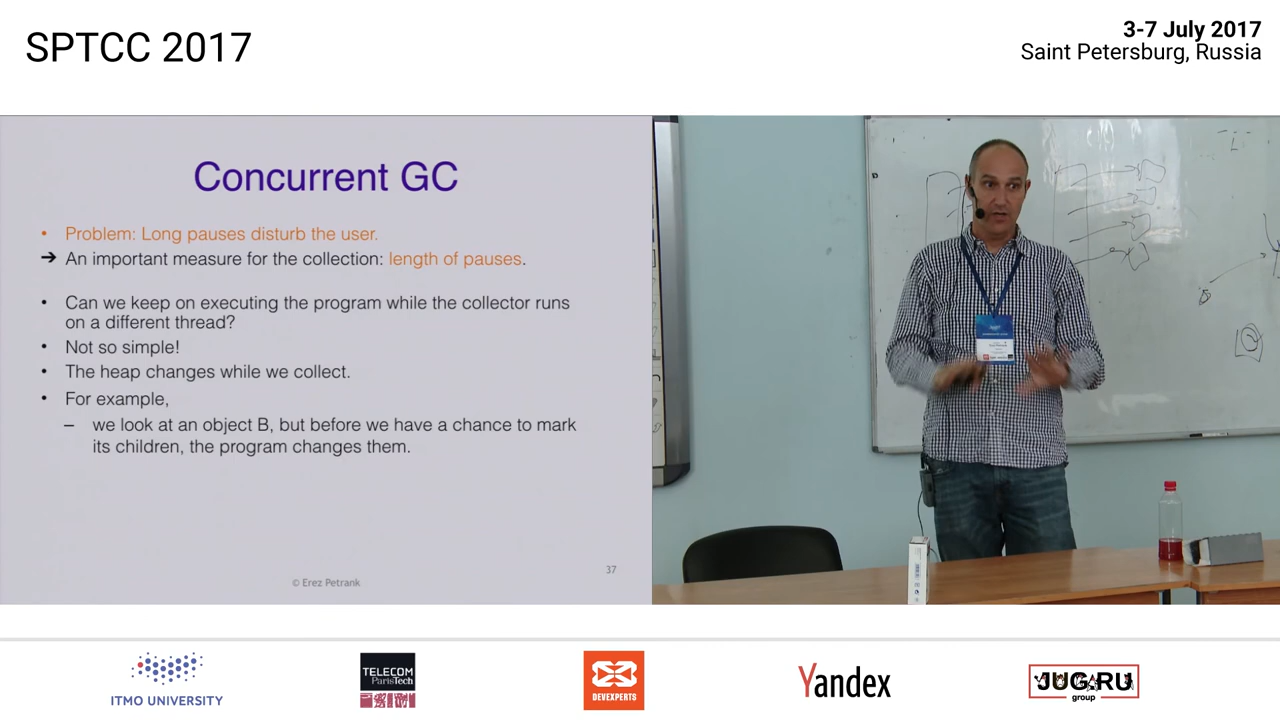 SPTCC 2017
3-7 July 2017
Saint Petersburg, Russia
Concurrent GC
• Problem: Long pauses disturb the user.
➔ An important measure for the collection: length of pauses.
• Can we keep on executing the program while the collector runs
on a different thread?
• Not so simple!
• The heap changes while we collect.
• For example,
– we look at an object B, but before we have a chance to mark
its children, the program changes them.
37
© Erez Petrank
ITMO UNIVERSITY
TELECOM
ParisTech
DEVEXPERTS
Yandex
JUG.RU
group